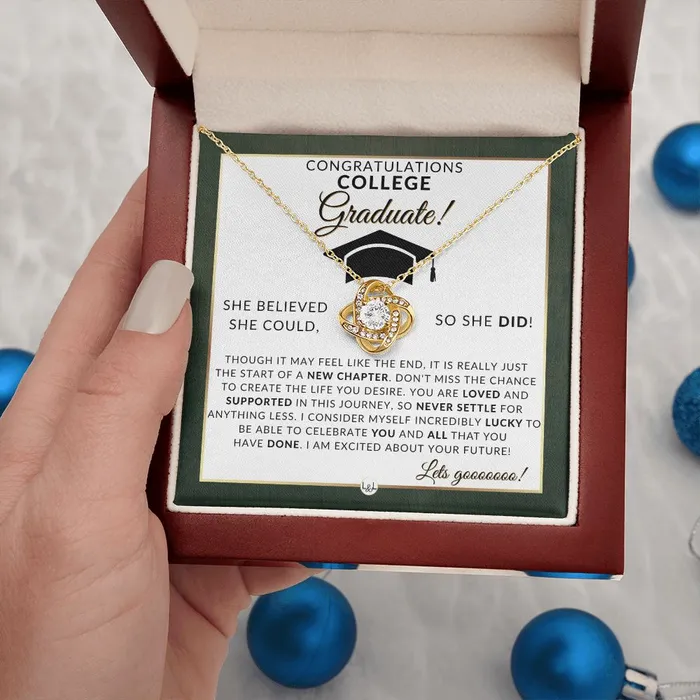 CONGRATULATIONS
COLLEGE
Graduate!
SHE BELIEVED
SHE COULD,
SO SHE DID!
THOUGH IT MAY FEEL LIKE THE END, IT IS REALLY JUST
THE START OF A NEW CHAPTER. DON'T MISS THE CHANCE
TO CREATE THE LIFE YOU DESIRE. YOU ARE LOVED AND
SUPPORTED IN THIS JOURNEY, SO NEVER SETTLE FOR
ANYTHING LESS. I CONSIDER MYSELF INCREDIBLY LUCKY TO
BE ABLE TO CELEBRATE YOU AND ALL THAT YOU
HAVE DONE. I AM EXCITED ABOUT YOUR FUTURE!
Lets gooooooo!
L&L